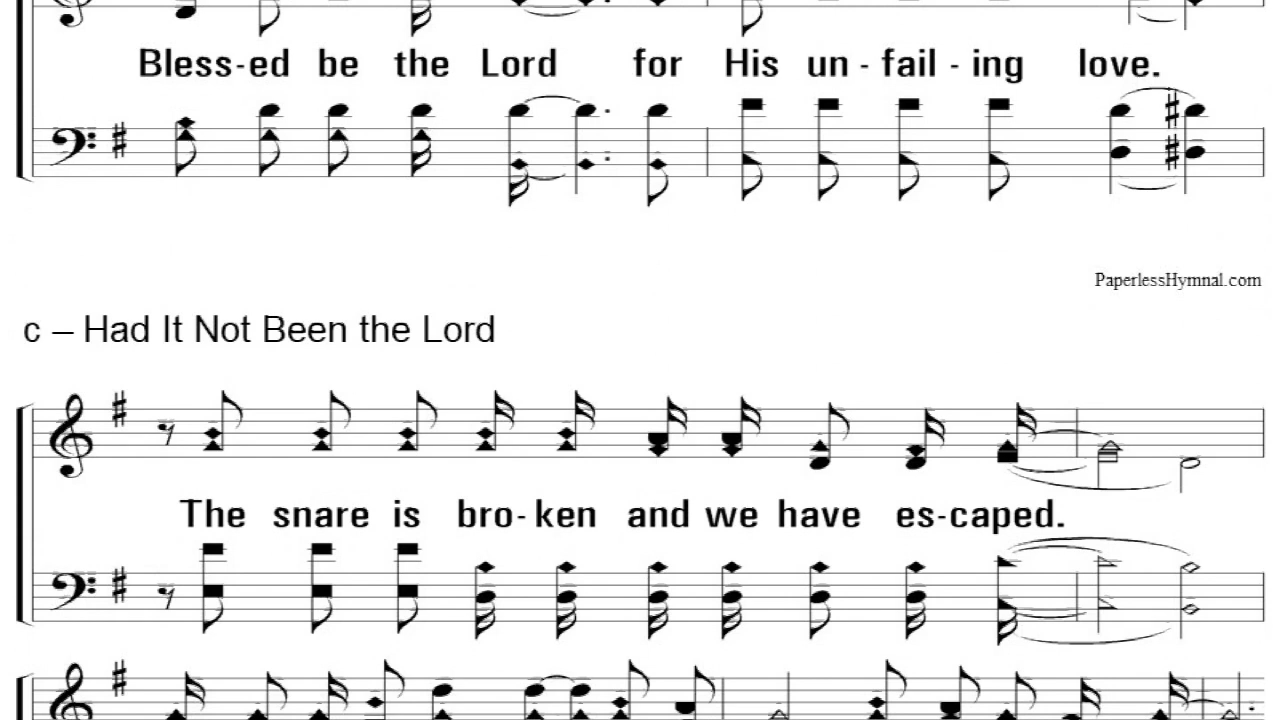 Bless-ed be the Lord for His un - fail - ing love.
PaperlessHymnal.com
c – Had It Not Been the Lord
The snare is bro-ken and we have es-caped.